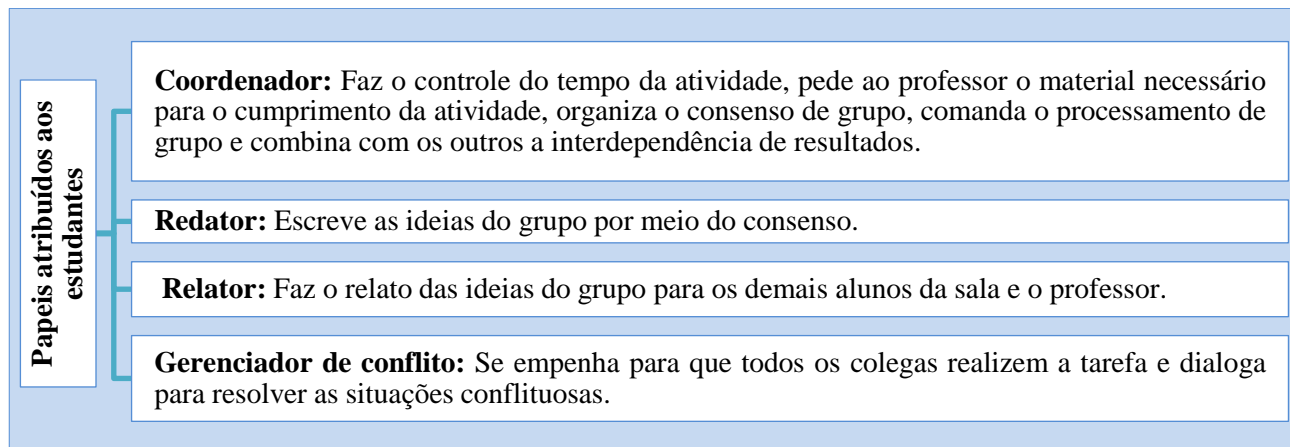 Papeis atribuídos aos
estudantes
Coordenador: Faz o controle do tempo da atividade, pede ao professor o material necessário
para o cumprimento da atividade, organiza o consenso de grupo, comanda o processamento de
grupo e combina com os outros a interdependência de resultados.
Redator: Escreve as ideias do grupo por meio do consenso.
Relator: Faz o relato das ideias do grupo para os demais alunos da sala e o professor.
Gerenciador de conflito: Se empenha para que todos os colegas realizem a tarefa e dialoga
para resolver as situações conflituosas.